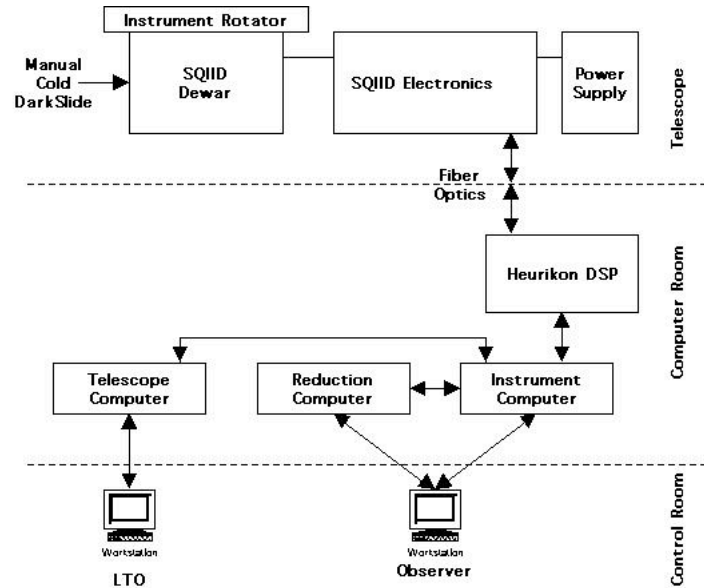 Instrument Rotator
Manual
Cold
DarkSlide
SQIID
Dewar
SQIID Electronics
Power
Supply
Telescope
Fiber
Optics
Heurikon DSP
Computer Room
Telescope
Computer
Reduction
Computer
Instrument
Computer
Control Room
Workstation
LTO
Workstation
Observer